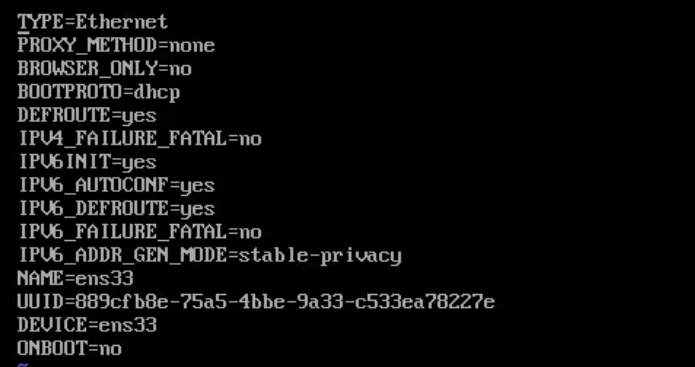 TYPE=Ethernet
PROXY_METHOD=none
BROWSER_ONLY=no
BOOTPROTO=dhcp
DEFROUTE=yes
IPV4_FAILURE_FATAL=no
IPV6INIT=yes
IPV6_AUTOCONF=yes
IPV6_DEFROUTE=yes
IPV6_FAILURE_FATAL=no
IPV6_ADDR_GEN_MODE=stable-privacy
NAME=ens33
UUID=889cfb8e-75a5-4bbe-9a33-c533ea78227e
DEVICE=ens33
ONBOOT=no
~